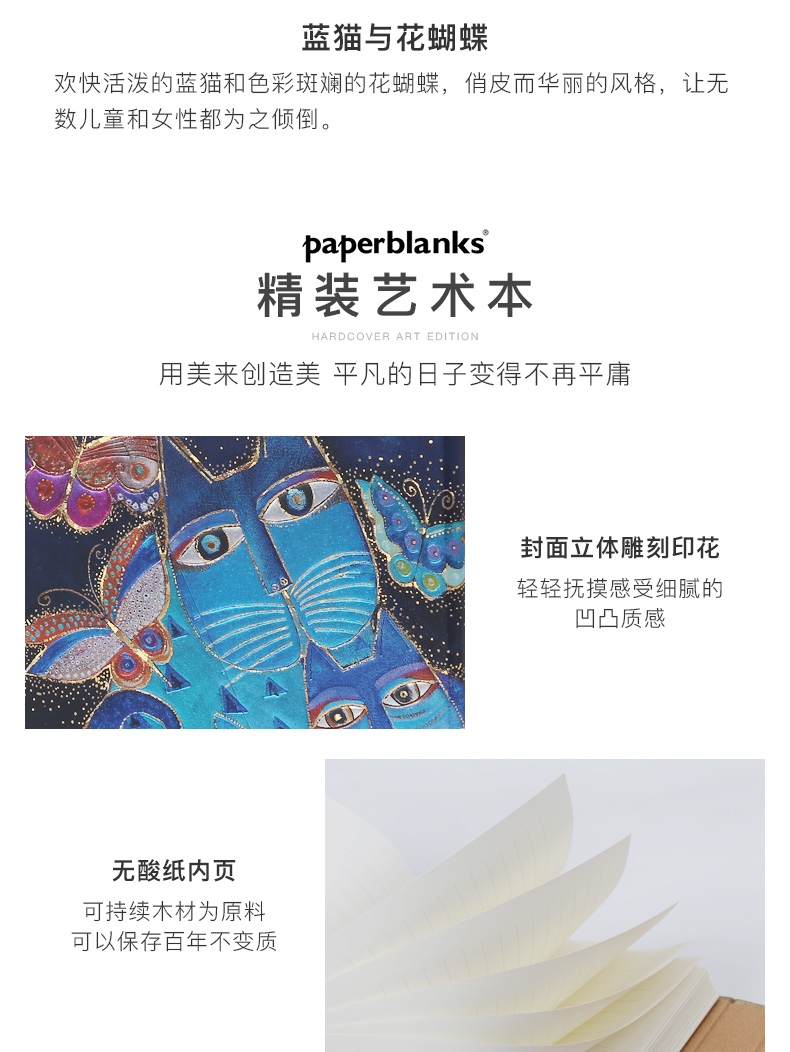 蓝猫与花蝴蝶
欢快活泼的蓝猫和色彩斑斓的花蝴蝶，俏皮而华丽的风格，让无
数儿童和女性都为之倾倒。
paperblanks®
精装艺术本
HARDCOVER ART EDITION
用美来创造美 平凡的日子变得不再平庸
封面立体雕刻印花
轻轻抚摸感受细腻的
凹凸质感
无酸纸内页
可持续木材为原料
可以保存百年不变质